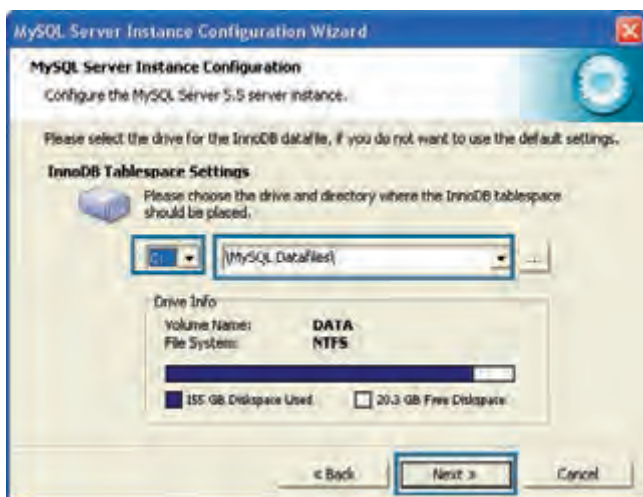 MySQL Server Instance Configuration Wizard
MySQL Server Instance Configuration
Configure the MySQL Server 5.5 server instance.
Please select the drive for the InnoDB datafile, if you do not want to use the default settings.
InnoDB Tablespace Settings
Please choose the drive and directory where the InnoDB tablespace
should be placed.
\MySQL Datafiles\ ...
Drive Info
Volume Name: DATA
File System: NTFS
155 GB Diskspace Used 20.3 GB Free Diskspace
< Back Next > Cancel